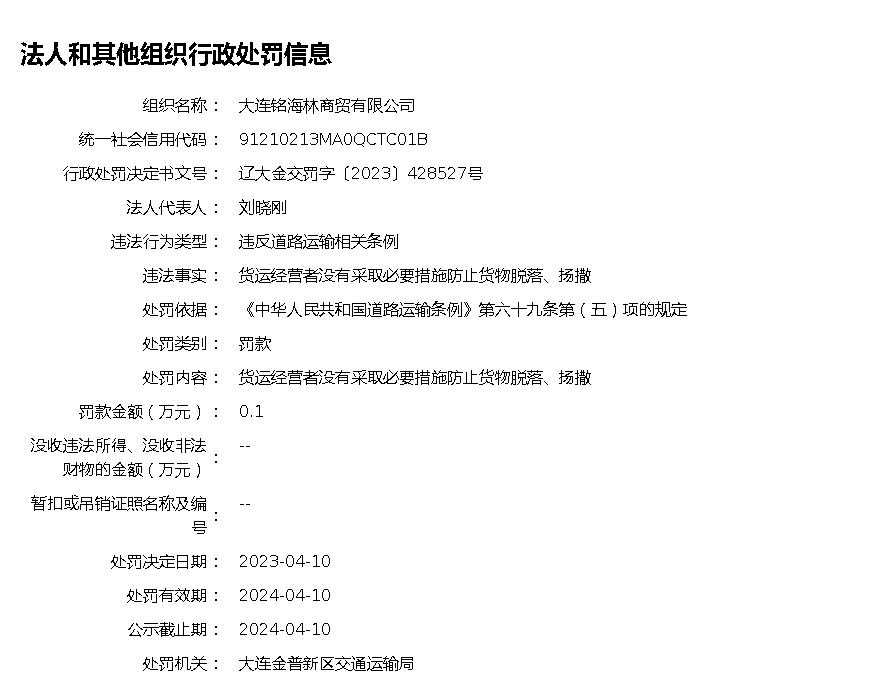 法人和其他组织行政处罚信息
组织名称： 大连铭海林商贸有限公司
统一社会信用代码： 91210213MA0QCTC01B
行政处罚决定书文号： 辽大金交罚字〔2023〕428527号
法人代表人： 刘晓刚
违法行为类型： 违反道路运输相关条例
违法事实： 货运经营者没有采取必要措施防止货物脱落、扬撒
处罚依据： 《中华人民共和国道路运输条例》第六十九条第（五）项的规定
处罚类别： 罚款
处罚内容： 货运经营者没有采取必要措施防止货物脱落、扬撒
罚款金额（万元）： 0.1
没收违法所得、没收非法
财物的金额（万元）： --
暂扣或吊销证照名称及编
号： --
处罚决定日期： 2023-04-10
处罚有效期： 2024-04-10
公示截止期： 2024-04-10
处罚机关： 大连金普新区交通运输局